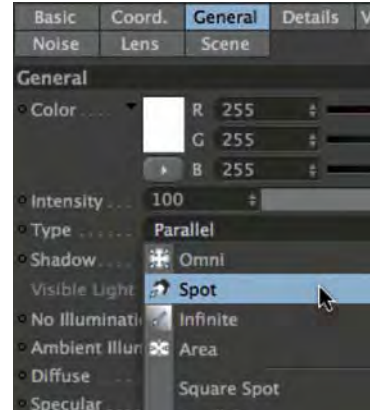 Basic Coord. General Details
Noise Lens Scene
General
Color R 255
G 255
B 255
Intensity 100
Type Parallel
Shadow Omni
Visible Light Spot
No Illuminati Infinite
Ambient Illun Area
Diffuse
Square Spot
Specular